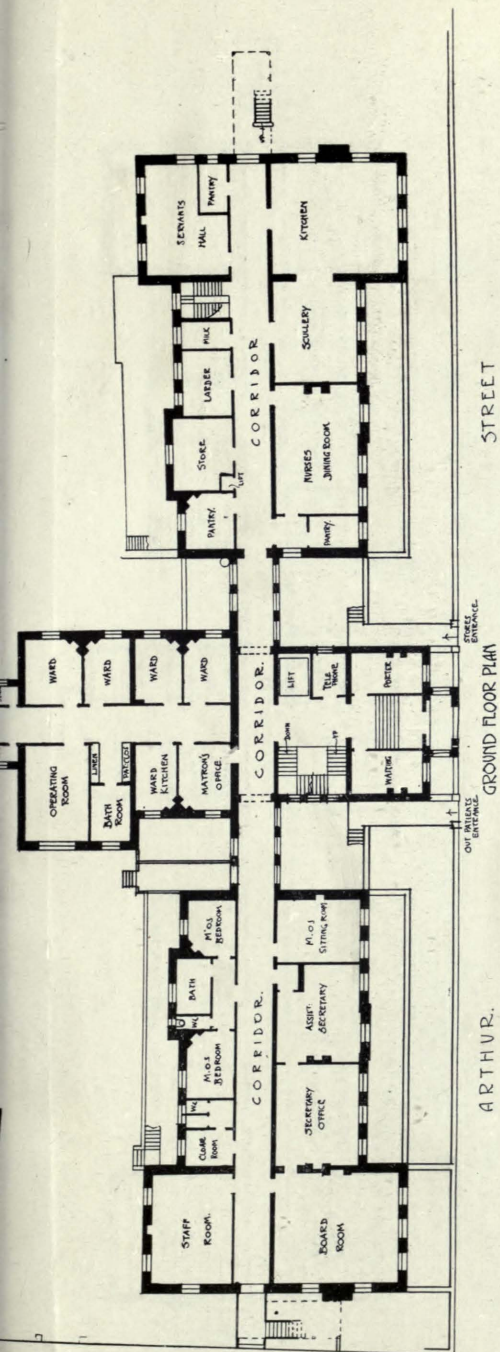 SERVANTS
HALL
PANTRY
KITCHEN
MILK
LARDER
STORE
LIFT
PANTRY.
CORRIDOR
SCULLERY
NURSES
DINING ROOM
PANTRY.
WARD
WARD
WARD
WARD
OPERATING
ROOM
LINEN
BATH
ROOM
WARD
KITCHEN
MATRON'S
OFFICE.
CORRIDOR.
LIFT
TELE
PHONE
DOWN
UP
PORTER
WAITING
STORES
ENTRANCE.
OUT PATIENTS
ENTRANCE.
M.O.S
BEDROOM
BATH
W.C
M.O.S
BEDROOM
W.C
CLOAK
ROOM
STAFF
ROOM.
CORRIDOR.
M.O.S
SITTING ROOM
ASSIST.
SECRETARY
SECRETARY
OFFICE
BOARD
ROOM
UP
ARTHUR. STREET
GROUND FLOOR PLAN